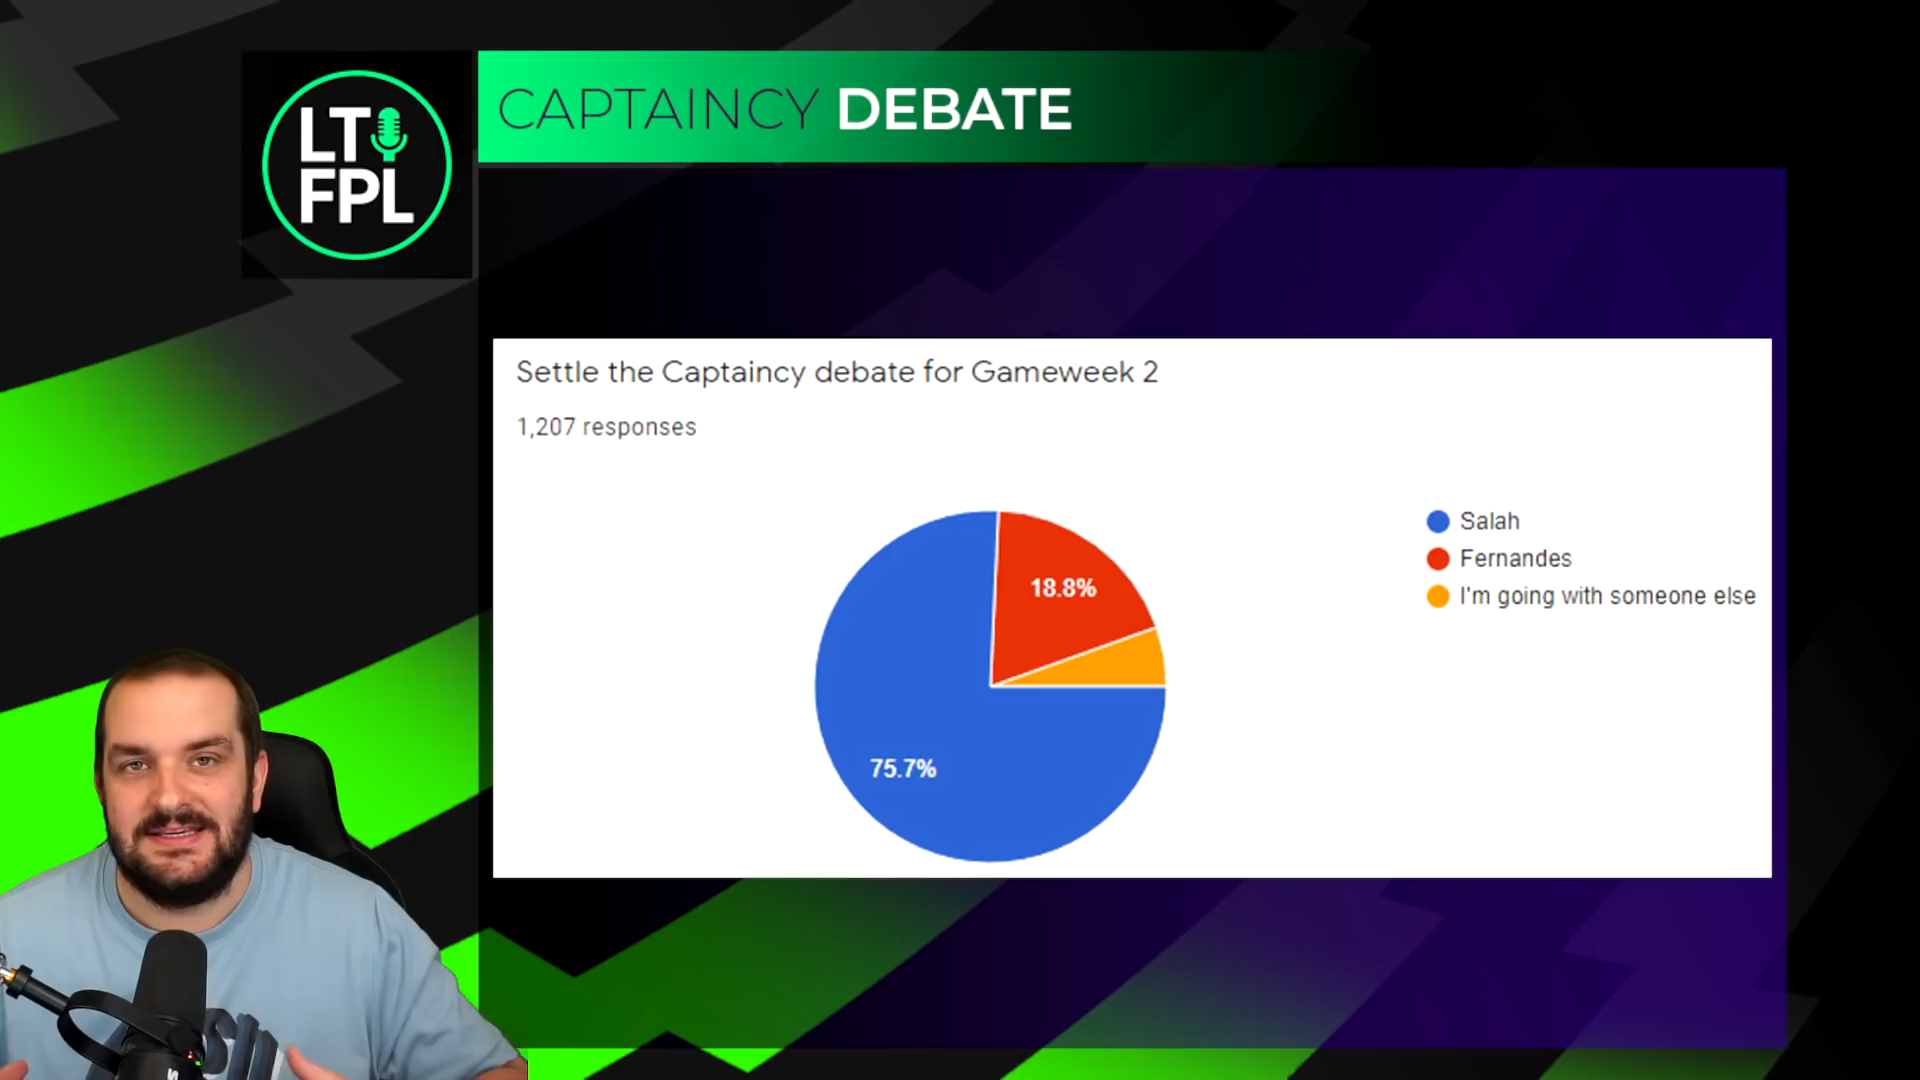 LT
FPL
CAPTAINCY DEBATE
Settle the Captaincy debate for Gameweek 2
1,207 responses
18.8%
75.7%
Salah
Fernandes
I'm going with someone else